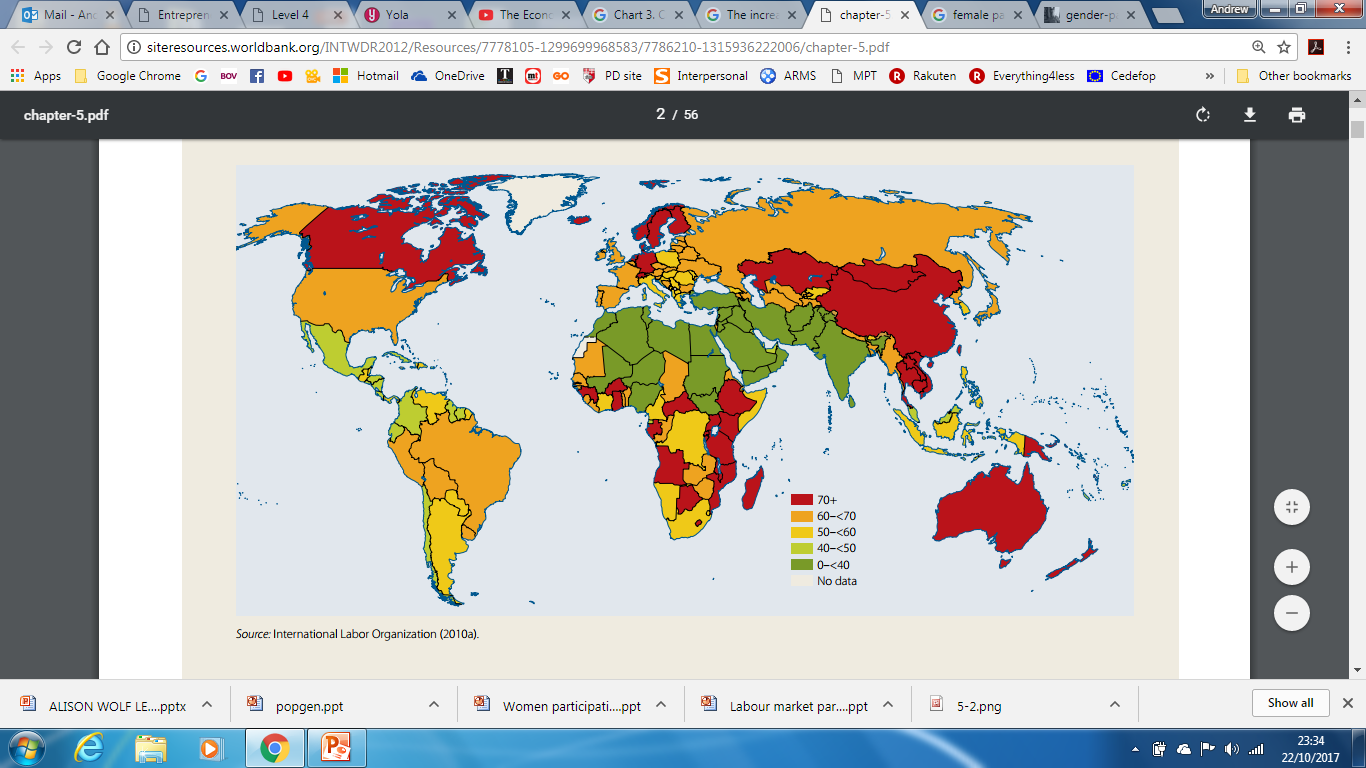 Mail - And
Entrepren
Level 4
Yola
The Econo
Chart 3. C
The increa
chapter-5.
female pa
gender-pa
Andrew
siteresources.worldbank.org/INTWDR2012/Resources/7778105-1299699968583/7786210-1315936222006/chapter-5.pdf
Apps
Google Chrome
BOV
Hotmail
OneDrive
T
m!
GO
PD site
S
Interpersonal
ARMS
MPT
R
Rakuten
R
Everything4less
Cedefop
»
Other bookmarks
chapter-5.pdf
2 / 56
70+
60–<70
50–<60
40–<50
0–<40
No data
Source: International Labor Organization (2010a).
ALISON WOLF LE....pptx
popgen.ppt
Women participati....ppt
Labour market par....ppt
5-2.png
Show all
23:34
22/10/2017